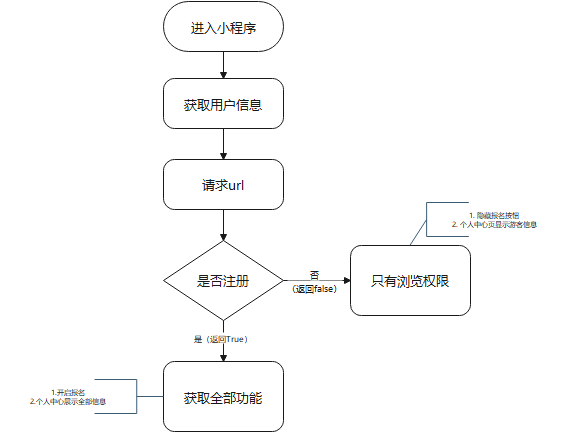 进入小程序
获取用户信息
请求url
1. 隐藏报名按钮
2. 个人中心页显示游客信息
是否注册
否
（返回false）
只有浏览权限
是（返回True）
1.开启报名
2.个人中心展示全部信息
获取全部功能